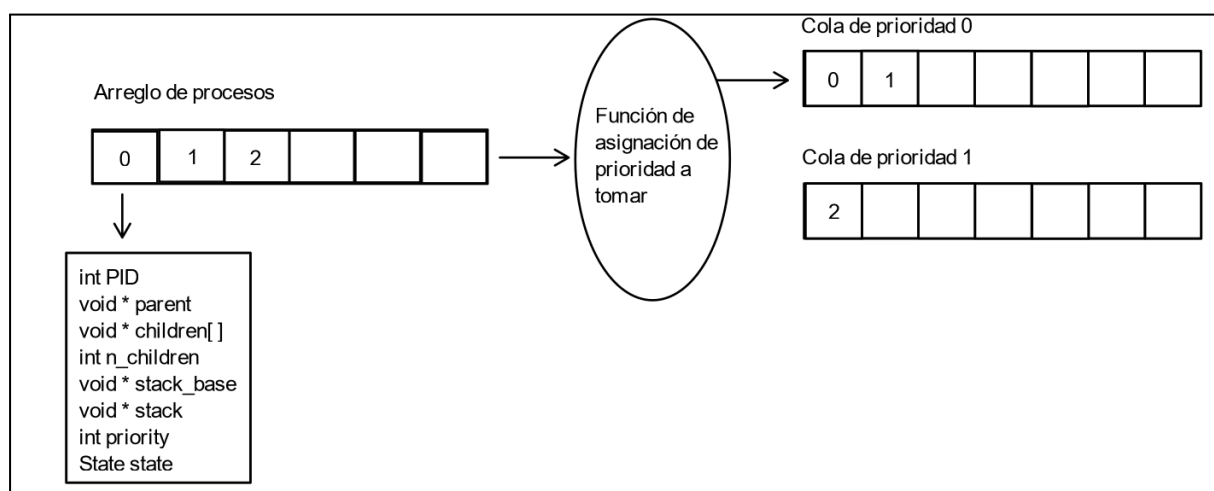 Cola de prioridad 0
0 1
Arreglo de procesos
0 1 2
Función de
asignación de
prioridad a
tomar
Cola de prioridad 1
2
int PID
void * parent
void * children[ ]
int n_children
void * stack_base
void * stack
int priority
State state